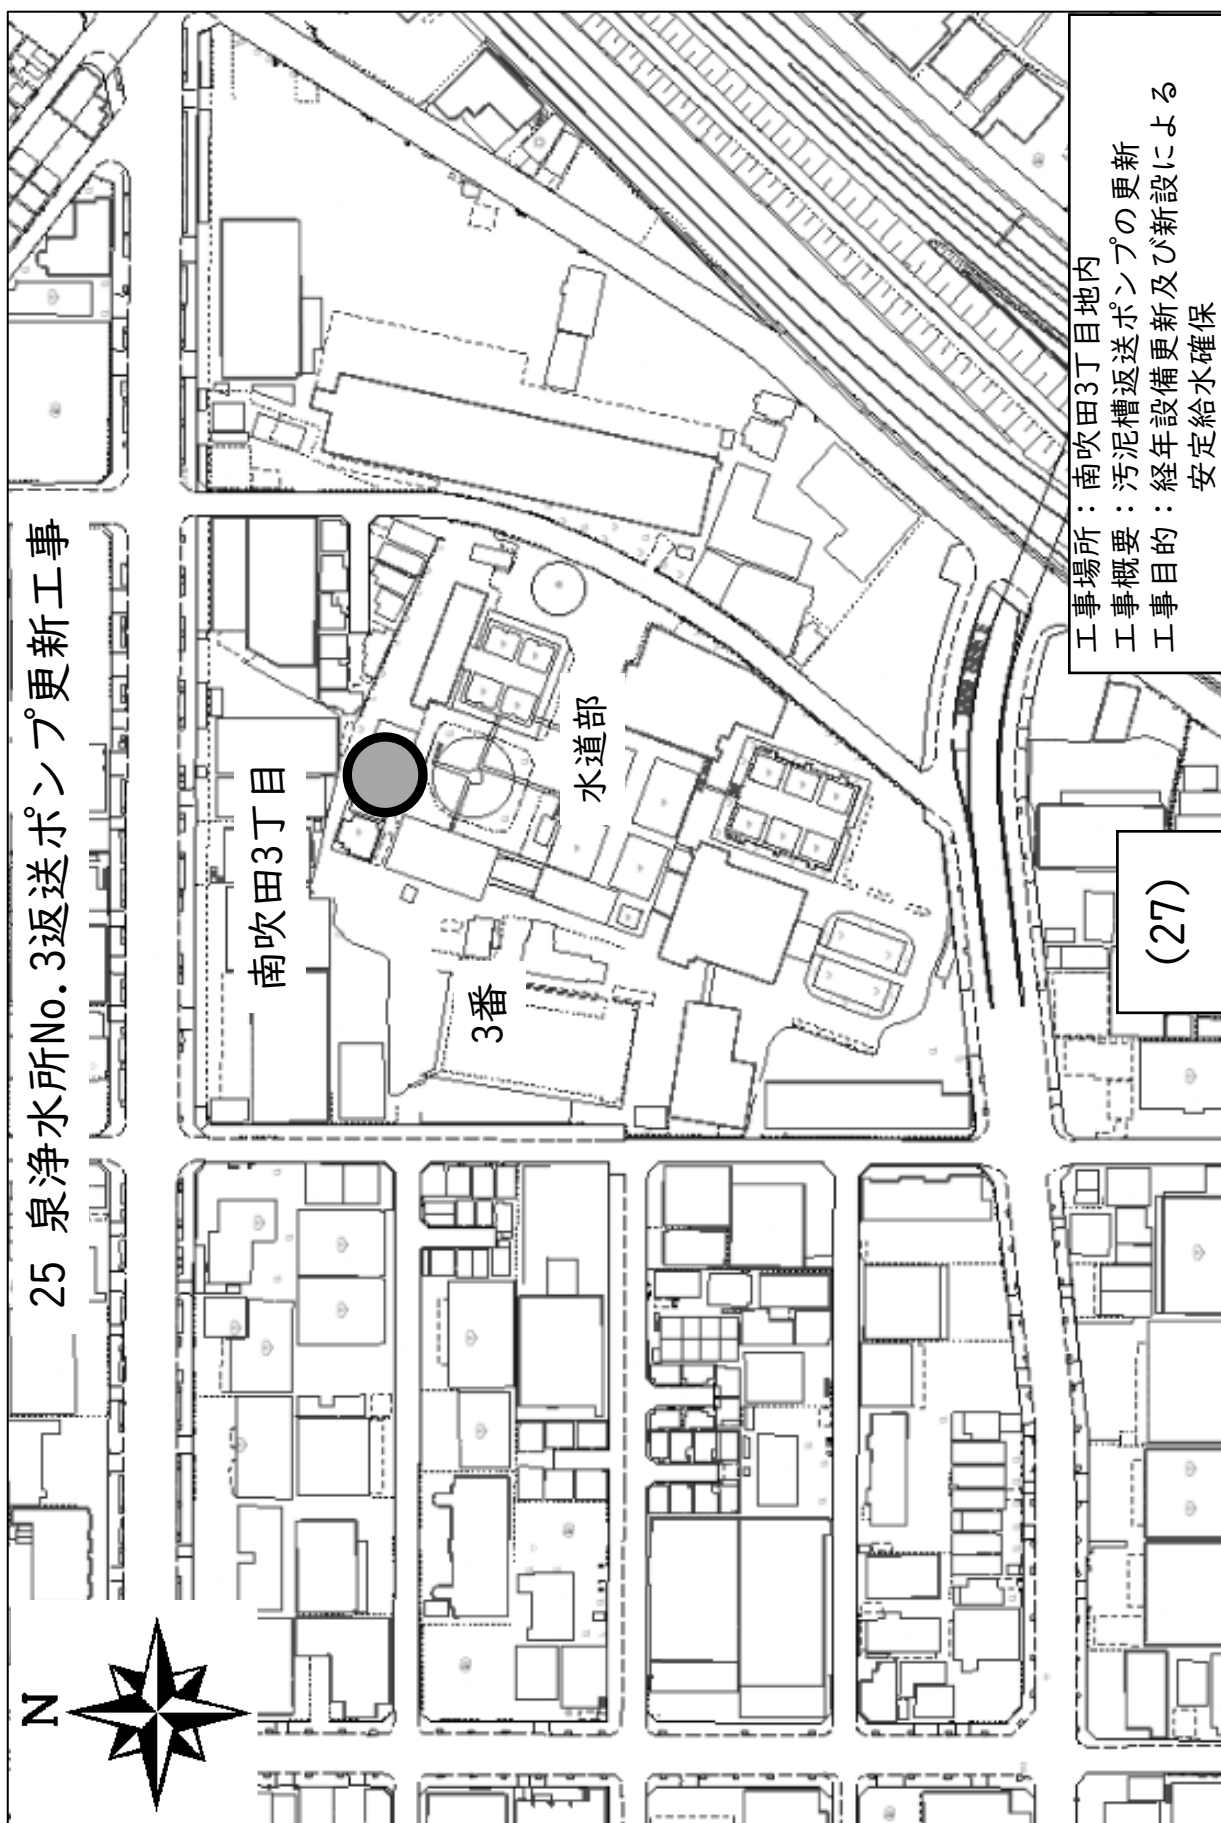 25 泉浄水所No.3返送ポンプ更新工事
南吹田3丁目
水道部
3番
工事場所：南吹田3丁目地内
工事概要：汚泥槽返送ポンプの更新
工事目的：経年設備更新及び新設による
安定給水確保
(27)
N